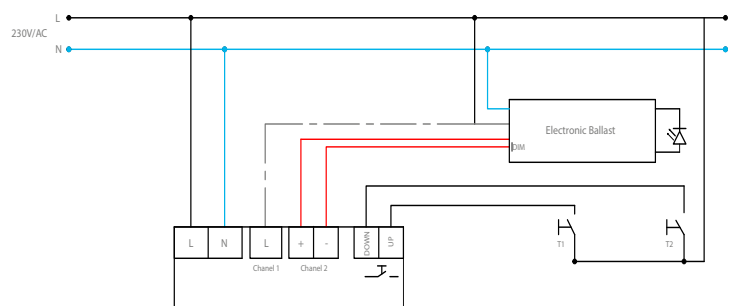 L
230V/AC
N
Electronic Ballast
DIM
DOWN
UP
L
N
L
+
-
T1
T2
Chanel 1
Chanel 2